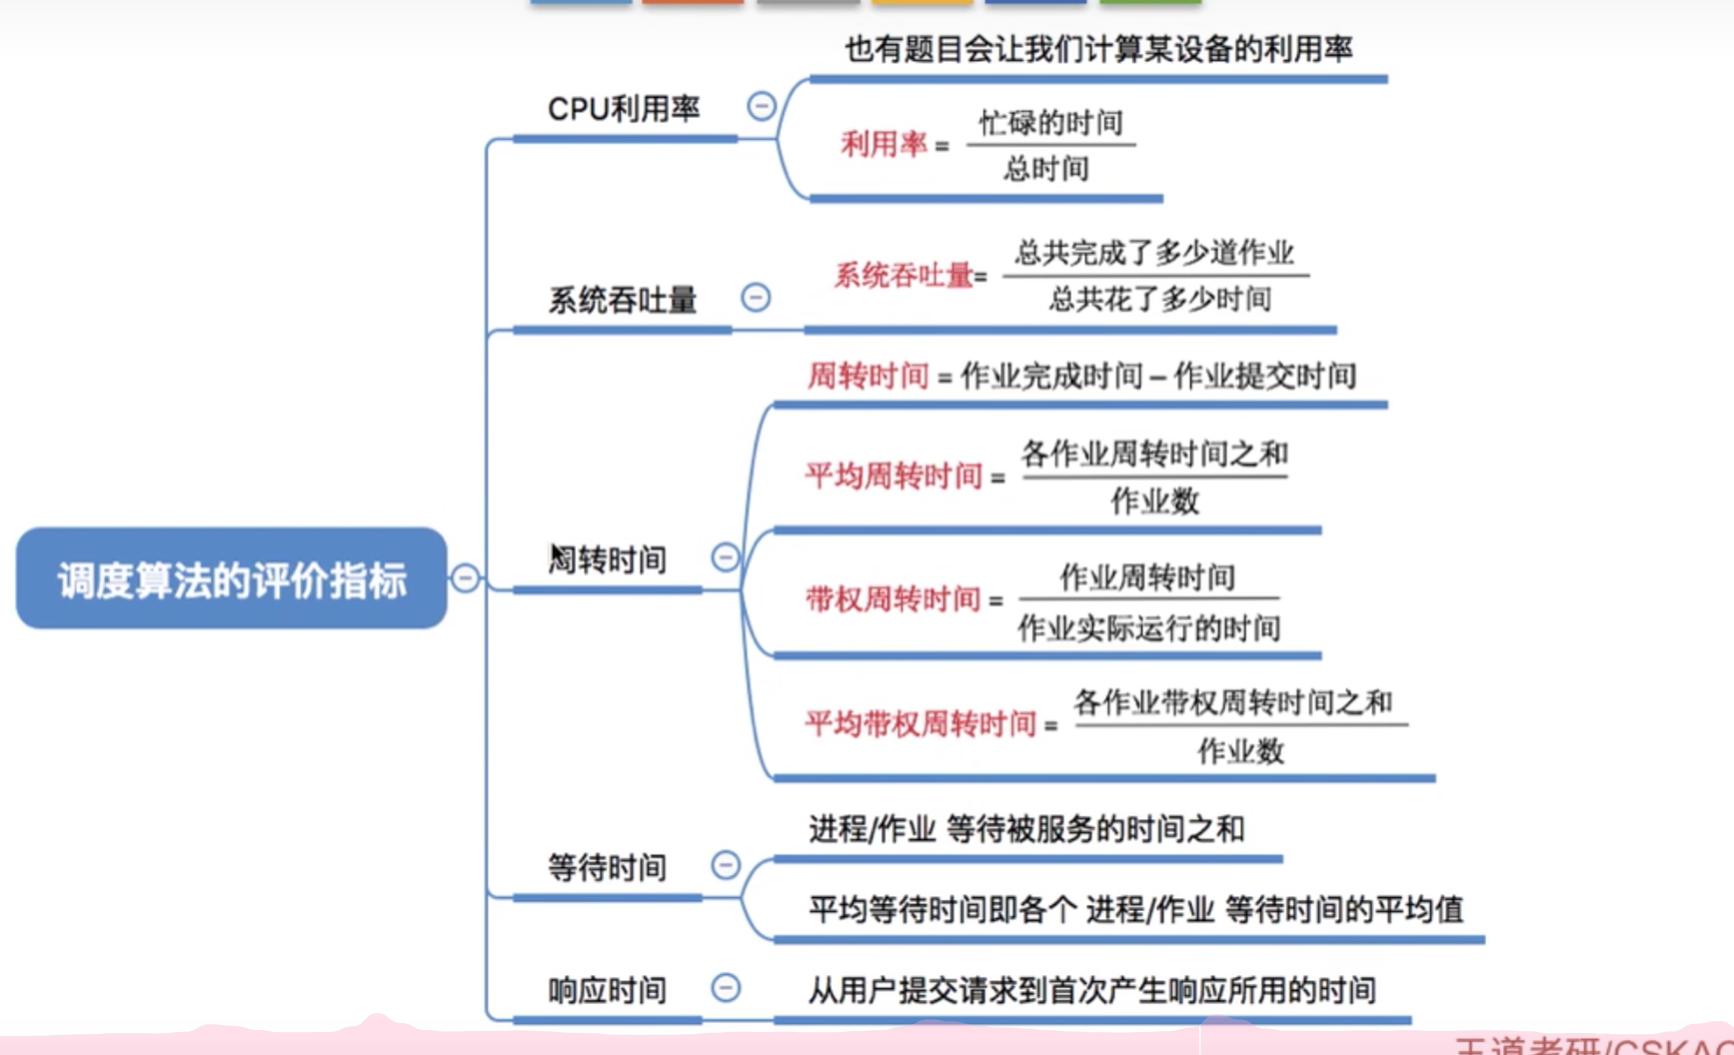 也有题目会让我们计算某设备的利用率
CPU利用率
利用率 = 忙碌的时间
总时间
系统吞吐量
系统吞吐量= 总共完成了多少道作业
总共花了多少时间
周转时间 = 作业完成时间 – 作业提交时间
平均周转时间 = 各作业周转时间之和
作业数
周转时间
带权周转时间 = 作业周转时间
作业实际运行的时间
平均带权周转时间 = 各作业带权周转时间之和
作业数
调度算法的评价指标
等待时间
进程/作业 等待被服务的时间之和
平均等待时间即各个 进程/作业 等待时间的平均值
响应时间
从用户提交请求到首次产生响应所用的时间
王道考研/CSKAO